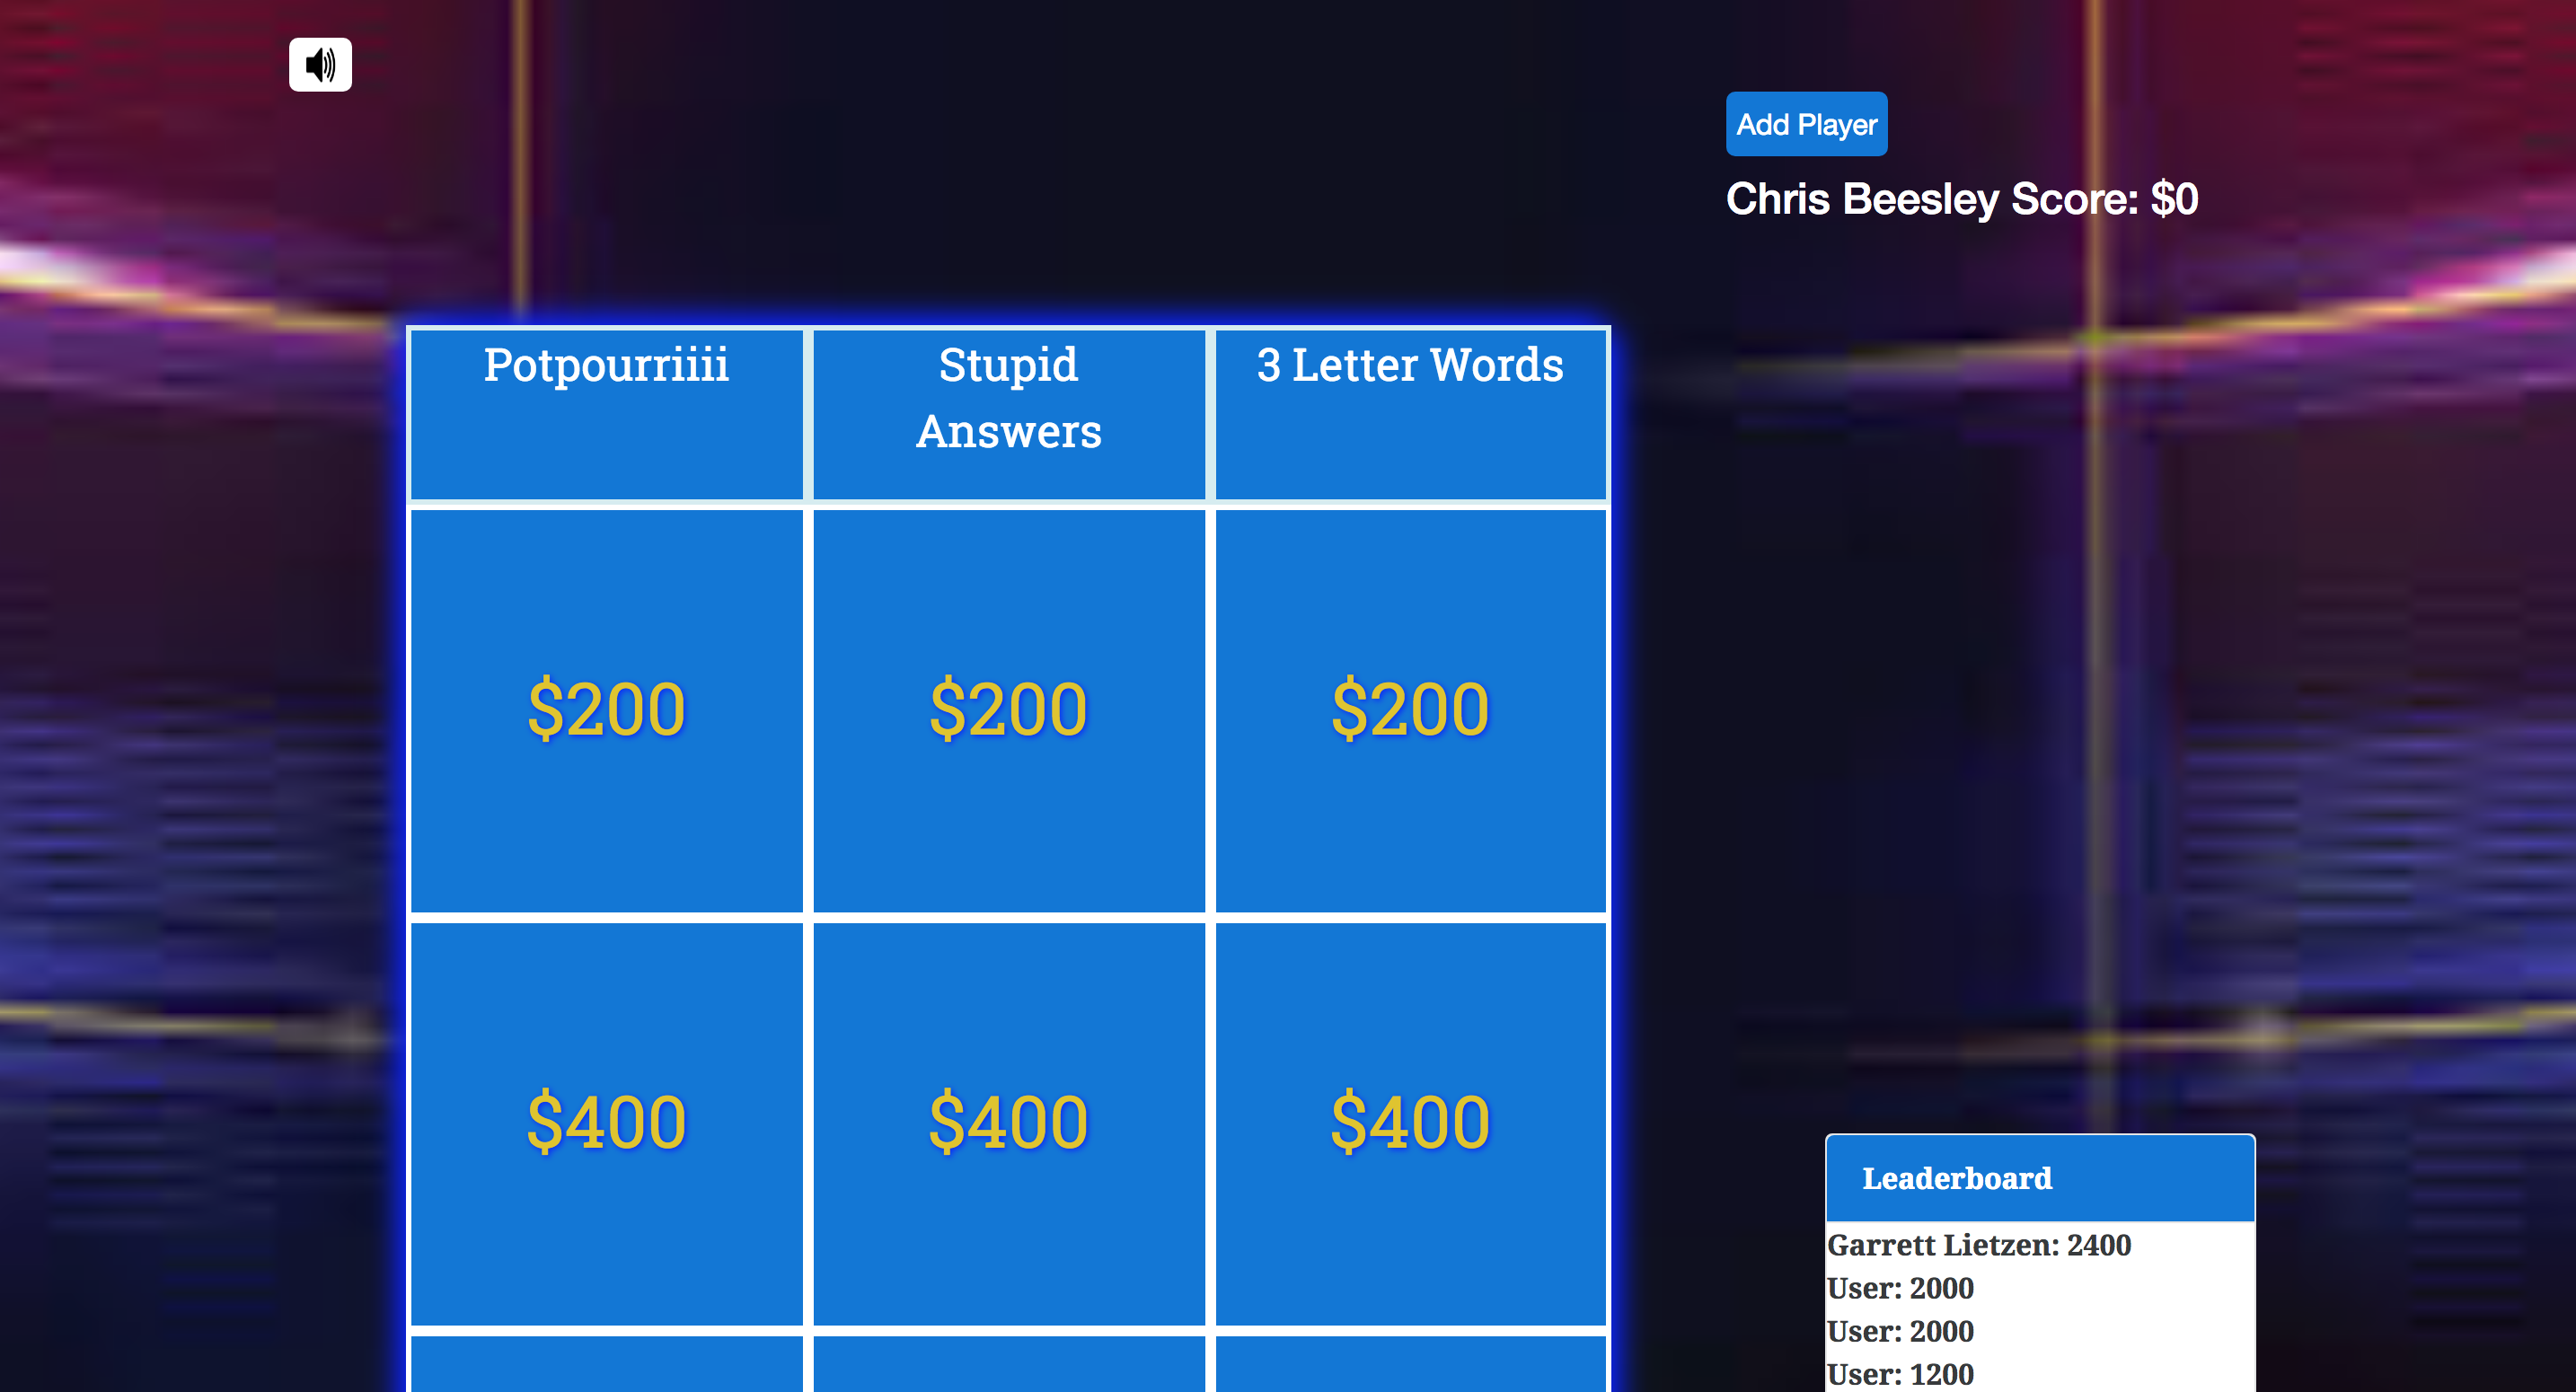 Add Player
Chris Beesley Score: $0
Potpourriiii
Stupid
Answers
3 Letter Words
$200
$200
$200
$400
$400
$400
Leaderboard
Garrett Lietzen: 2400
User: 2000
User: 2000
User: 1200